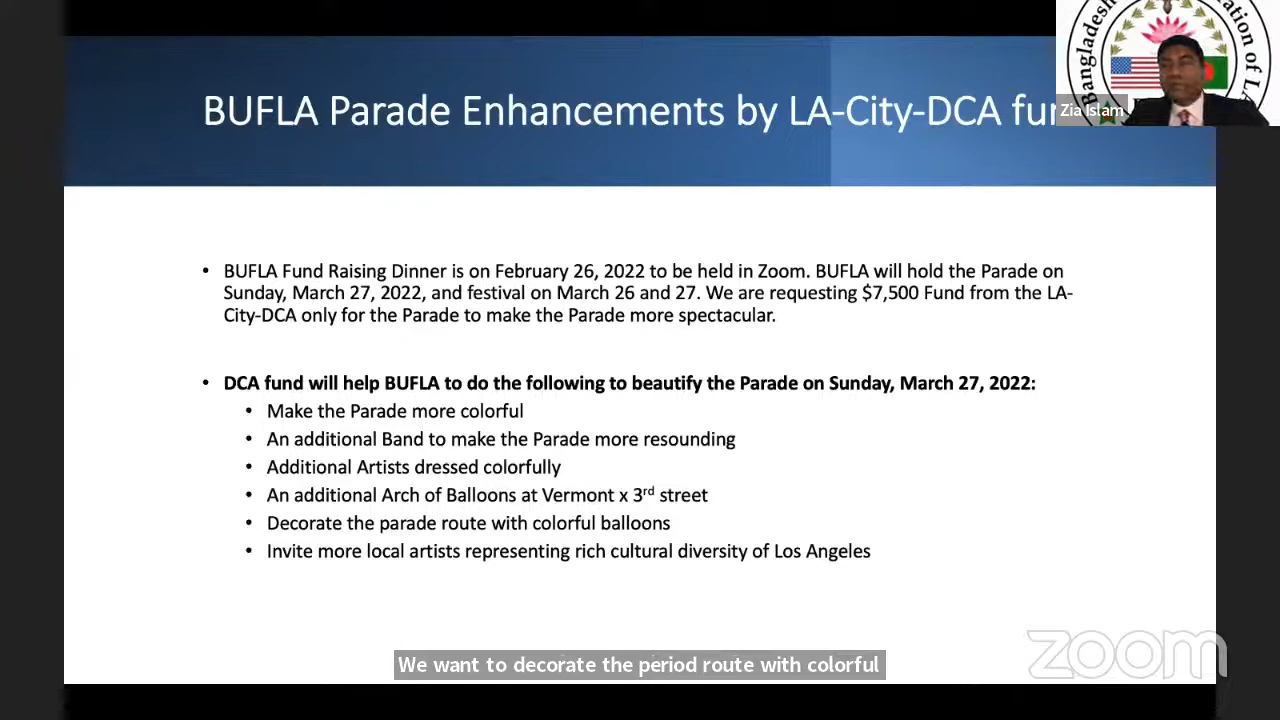 BUFLA Parade Enhancements by LA-City-DCA fu
Bangladesh
ation of LA
Zia Islam
• BUFLA Fund Raising Dinner is on February 26, 2022 to be held in Zoom. BUFLA will hold the Parade on
Sunday, March 27, 2022, and festival on March 26 and 27. We are requesting $7,500 Fund from the LA-
City-DCA only for the Parade to make the Parade more spectacular.
• DCA fund will help BUFLA to do the following to beautify the Parade on Sunday, March 27, 2022:
• Make the Parade more colorful
• An additional Band to make the Parade more resounding
• Additional Artists dressed colorfully
• An additional Arch of Balloons at Vermont x 3rd street
• Decorate the parade route with colorful balloons
• Invite more local artists representing rich cultural diversity of Los Angeles
We want to decorate the period route with colorful
zoom